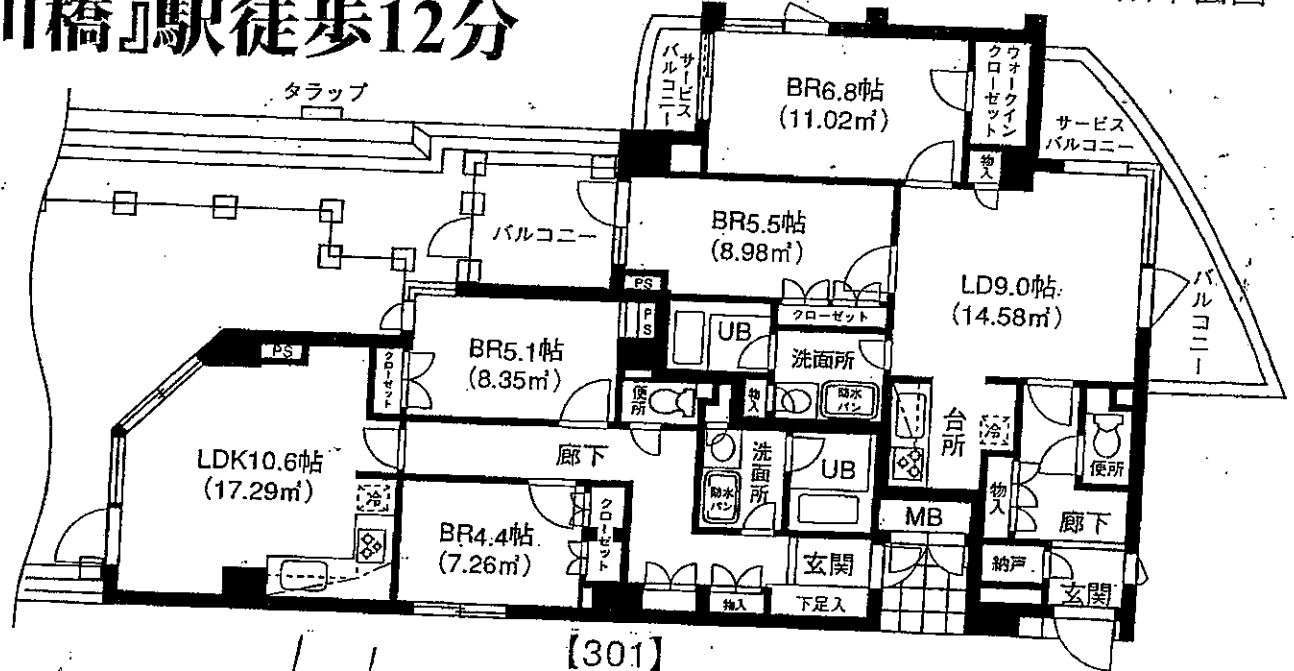 川橋』駅徒歩12分
タラップ
サービス
バルコニー
BR6.8帖
(11.02㎡)
ウォークイン
クローゼット
サービス
バルコニー
物入
バルコニー
BR5.5帖
(8.98㎡)
LD9.0帖
(14.58㎡)
バルコニー
PS
クローゼット
PS
UB
洗面所
BR5.1帖
(8.35㎡)
PS
クローゼット
便所
物入
防水
パン
台所
冷
便所
廊下
LDK10.6帖
(17.29㎡)
洗面所
UB
防水
パン
物入
冷
BR4.4帖
(7.26㎡)
クローゼット
MB
廊下
玄関
納戸
物入
下足入
玄関
【301】